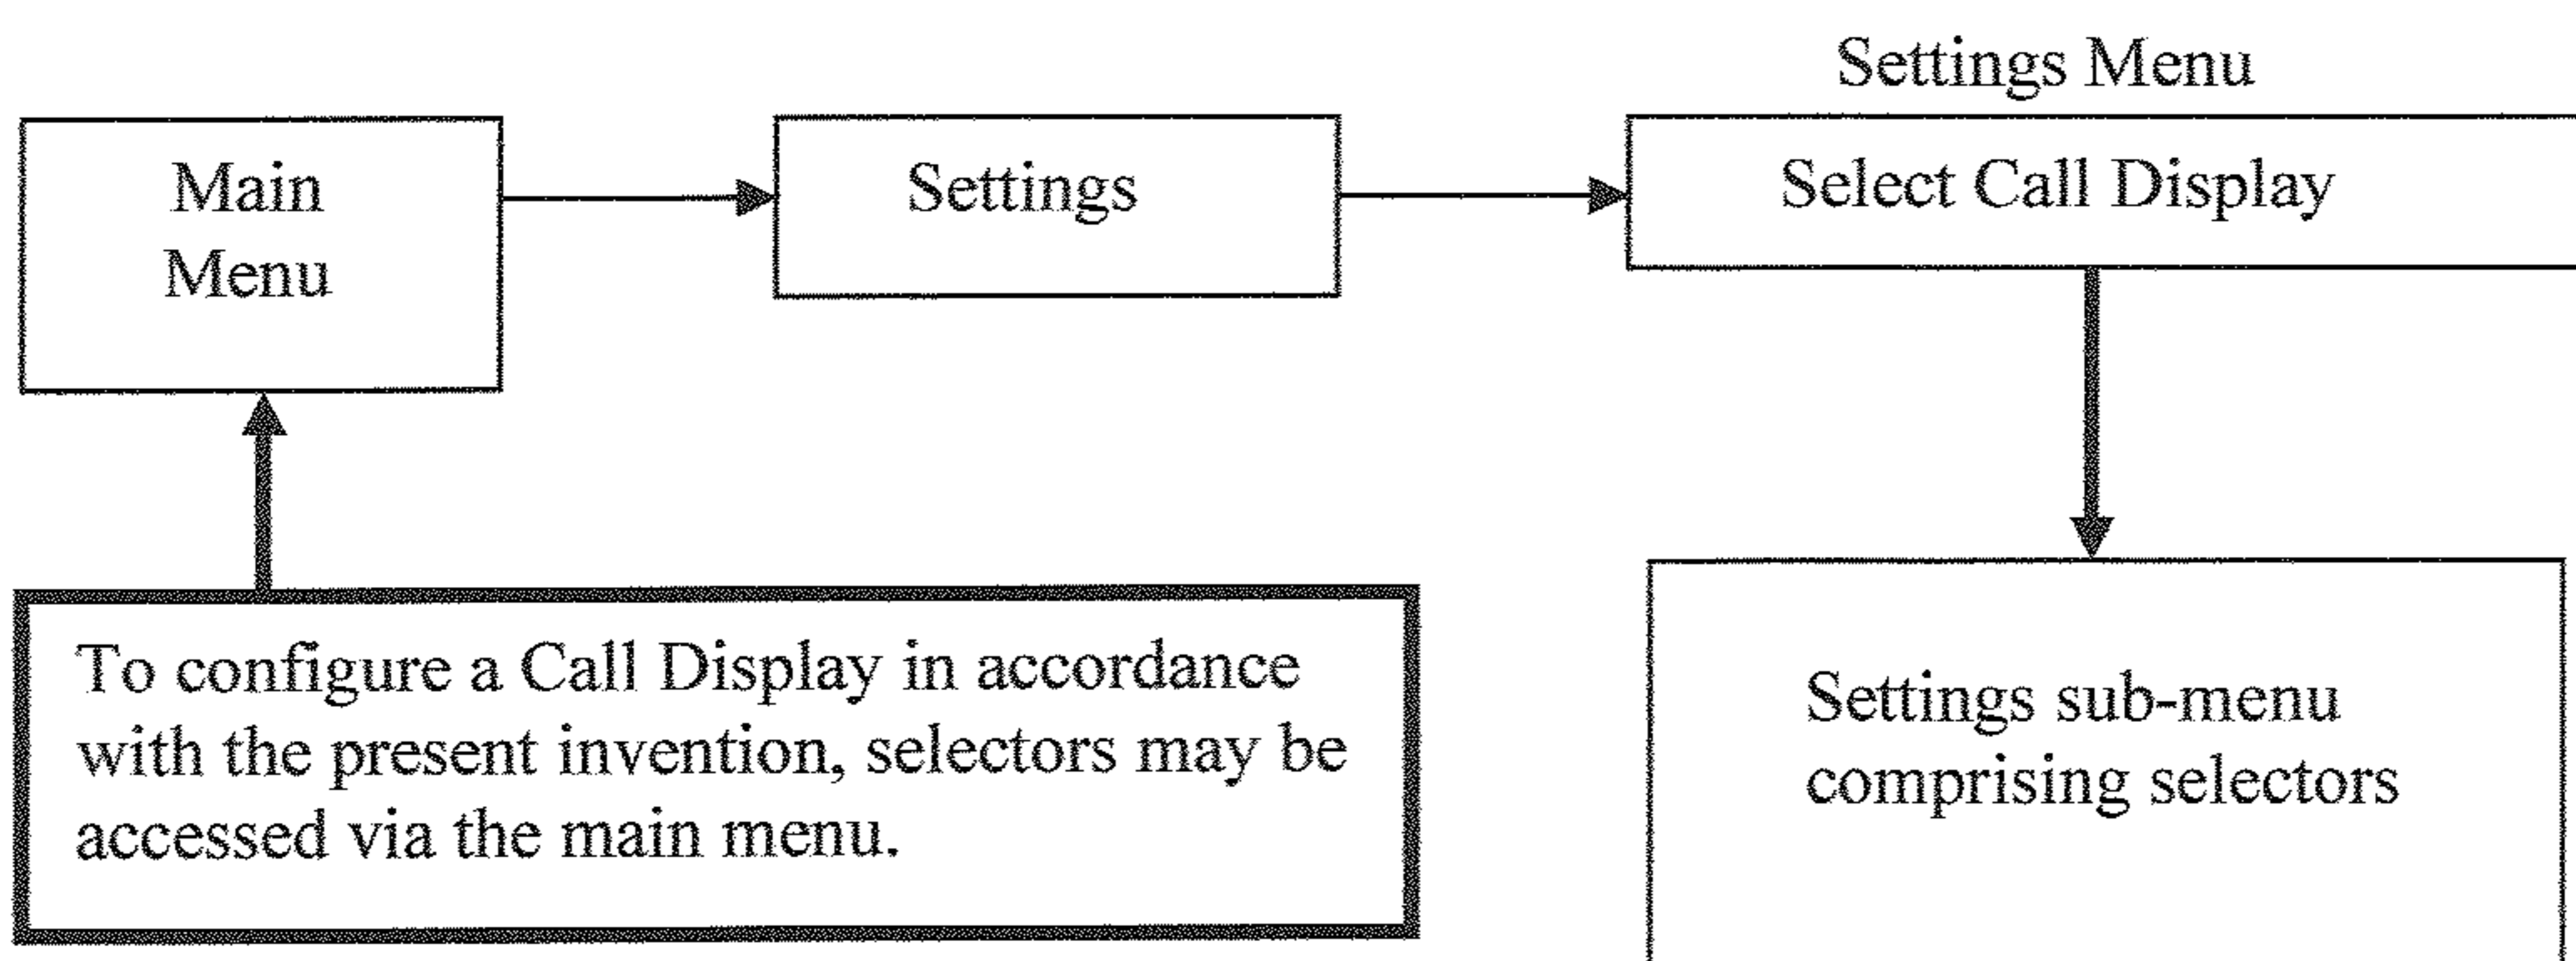 Settings Menu
Main
Menu
Settings
Select Call Display
To configure a Call Display in accordance
with the present invention, selectors may be
accessed via the main menu.
Settings sub-menu
comprising selectors